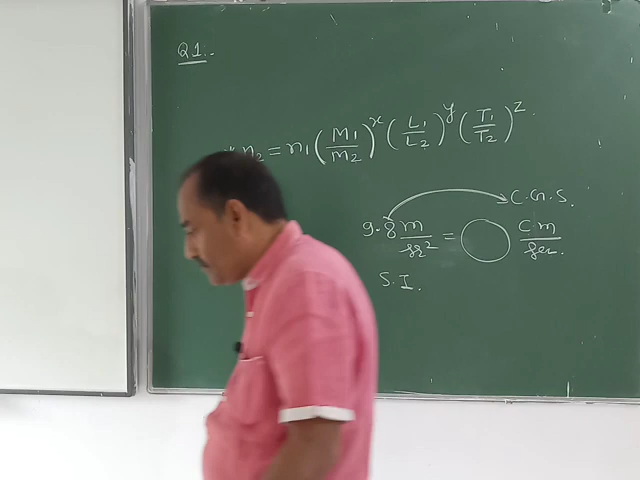 Q1.-
n₂ = n₁ (M₁/M₂)ˣ (L₁/L₂)ʸ (T₁/T₂)ᶻ
C.G.S.
9.8 m/sec² = ◯ cm/sec.
S.I.